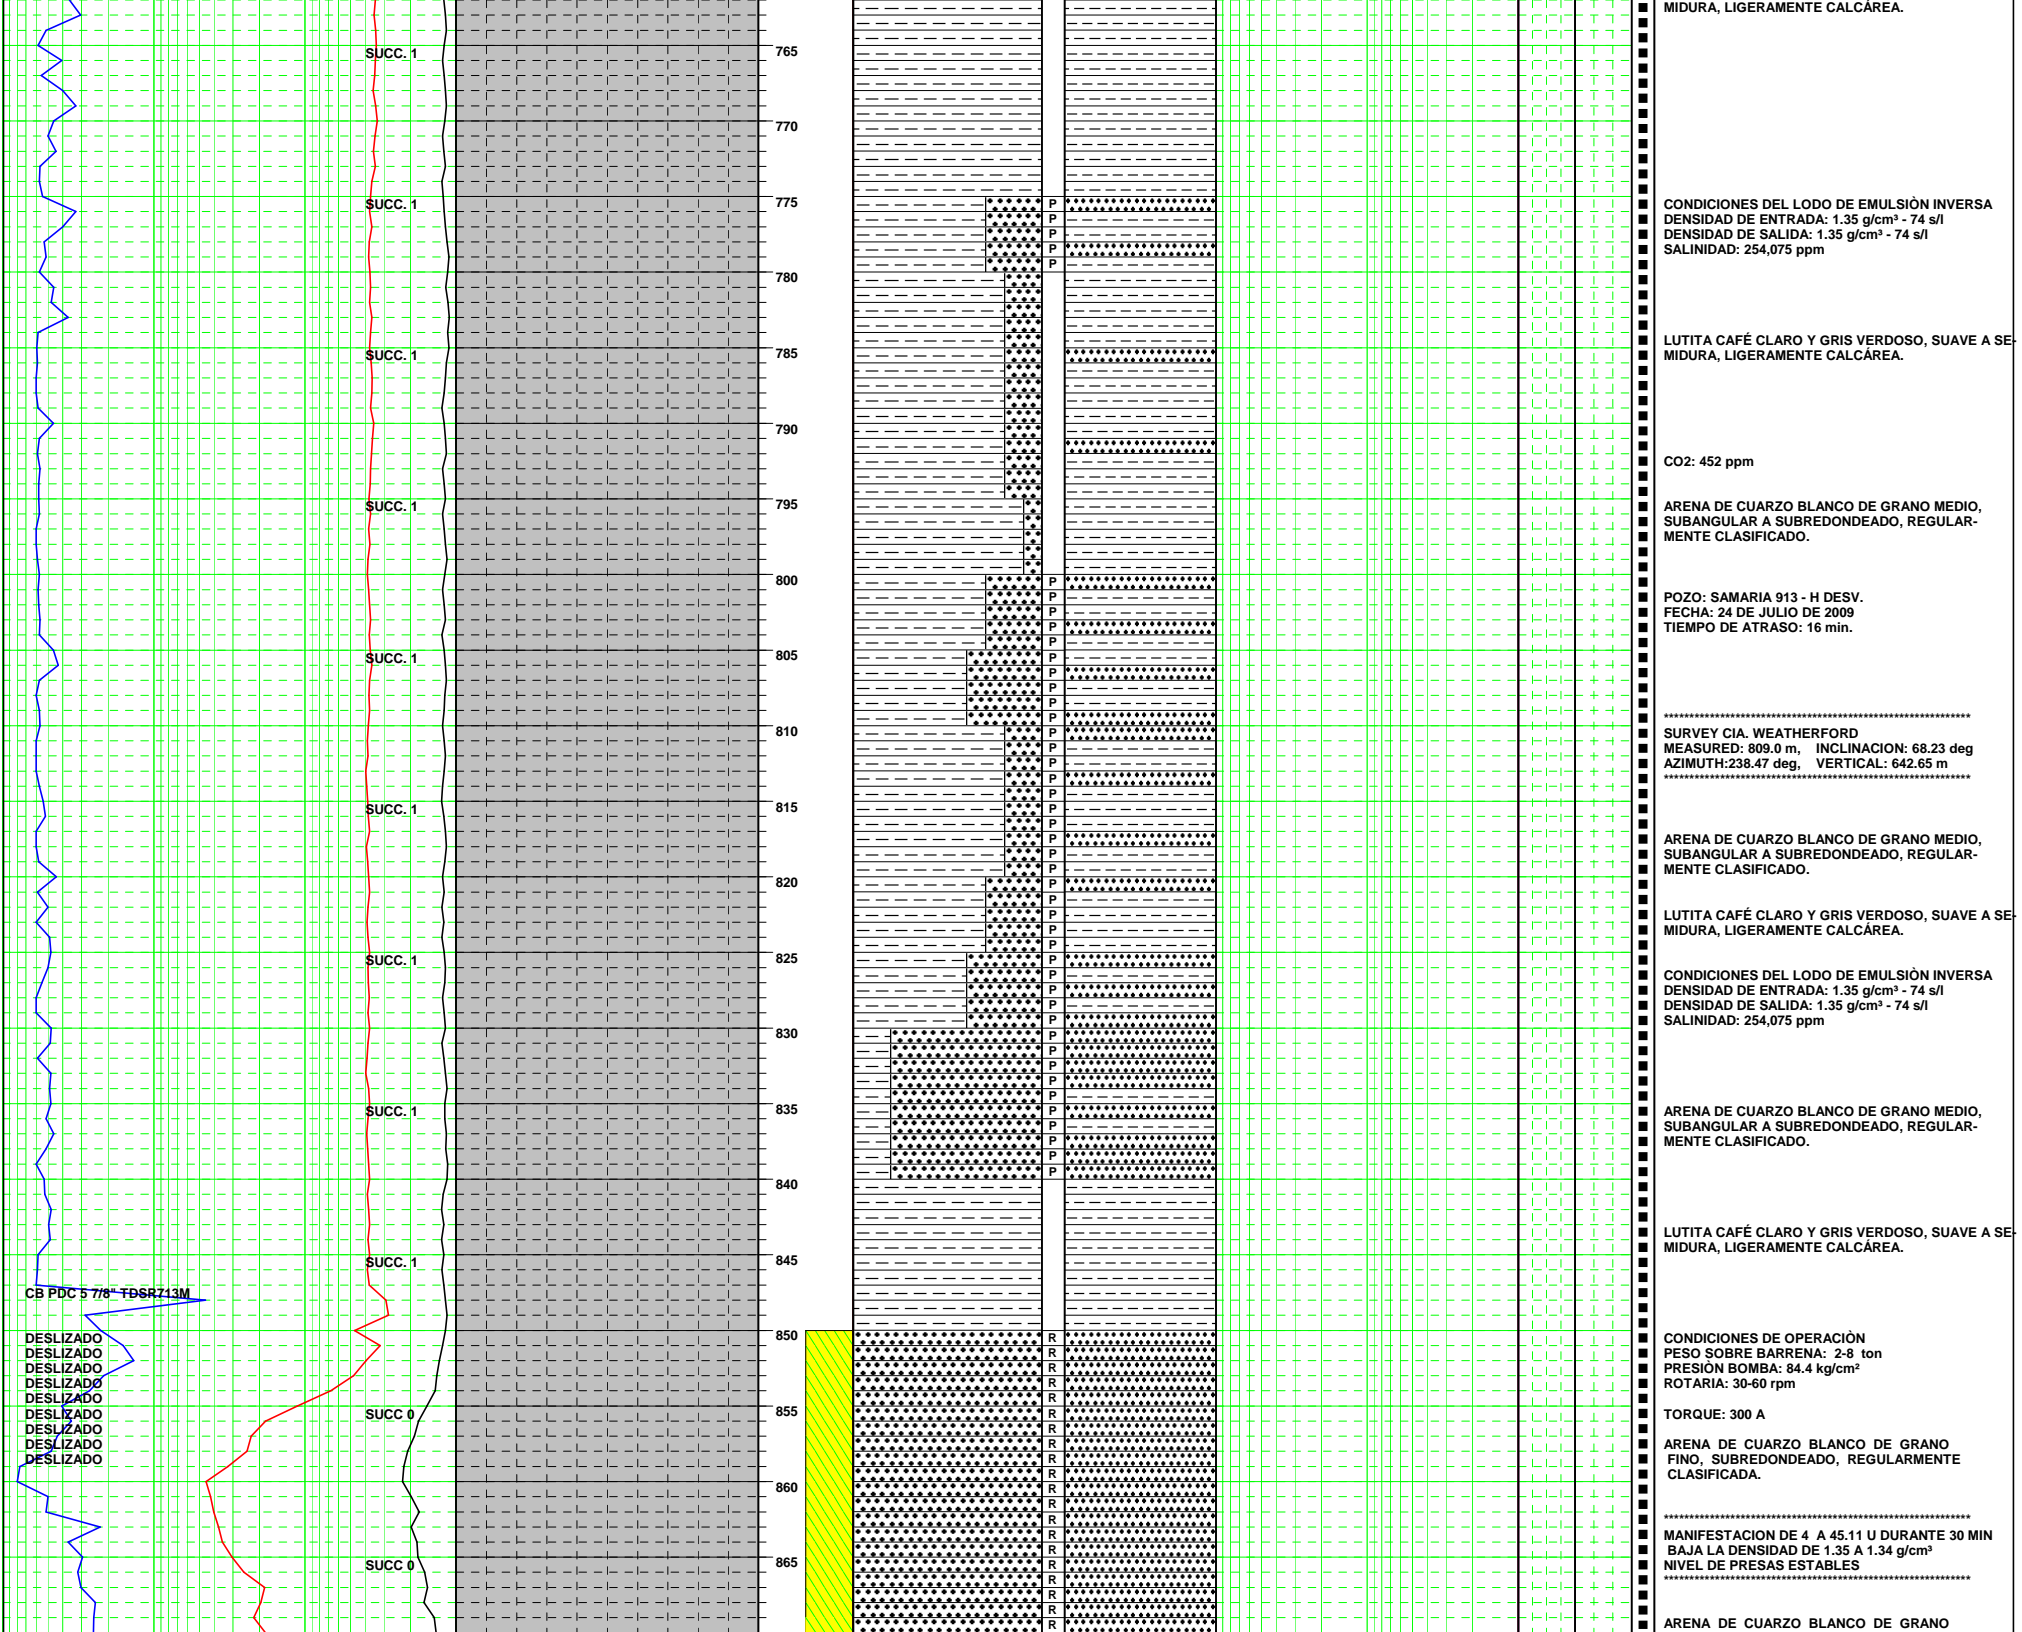 MIDURA, LIGERAMENTE CALCÁREA.
SUCC. 1
765
770
SUCC. 1
775
P
P
P
P
P
CONDICIONES DEL LODO DE EMULSIÒN INVERSA
DENSIDAD DE ENTRADA: 1.35 g/cm³ - 74 s/l
DENSIDAD DE SALIDA: 1.35 g/cm³ - 74 s/l
SALINIDAD: 254,075 ppm
780
SUCC. 1
785
LUTITA CAFÉ CLARO Y GRIS VERDOSO, SUAVE A SE-
MIDURA, LIGERAMENTE CALCÁREA.
790
CO2: 452 ppm
SUCC. 1
795
ARENA DE CUARZO BLANCO DE GRANO MEDIO,
SUBANGULAR A SUBREDONDEADO, REGULAR-
MENTE CLASIFICADO.
800
P
P
P
P
P
POZO: SAMARIA 913 - H DESV.
FECHA: 24 DE JULIO DE 2009
TIEMPO DE ATRASO: 16 min.
SUCC. 1
805
P
P
P
P
P
************************************************************
810
P
P
P
P
P
SURVEY CIA. WEATHERFORD
MEASURED: 809.0 m, INCLINACION: 68.23 deg
AZIMUTH:238.47 deg, VERTICAL: 642.65 m
************************************************************
SUCC. 1
815
P
P
P
P
P
ARENA DE CUARZO BLANCO DE GRANO MEDIO,
SUBANGULAR A SUBREDONDEADO, REGULAR-
MENTE CLASIFICADO.
820
P
P
P
P
P
LUTITA CAFÉ CLARO Y GRIS VERDOSO, SUAVE A SE-
MIDURA, LIGERAMENTE CALCÁREA.
SUCC. 1
825
P
P
P
P
P
CONDICIONES DEL LODO DE EMULSIÒN INVERSA
DENSIDAD DE ENTRADA: 1.35 g/cm³ - 74 s/l
DENSIDAD DE SALIDA: 1.35 g/cm³ - 74 s/l
SALINIDAD: 254,075 ppm
830
P
P
P
P
P
SUCC. 1
835
P
P
P
P
P
ARENA DE CUARZO BLANCO DE GRANO MEDIO,
SUBANGULAR A SUBREDONDEADO, REGULAR-
MENTE CLASIFICADO.
840
LUTITA CAFÉ CLARO Y GRIS VERDOSO, SUAVE A SE-
MIDURA, LIGERAMENTE CALCÁREA.
SUCC. 1
845
CB PDC 5 7/8" TDSR713M
850
DESLIZADO
DESLIZADO
DESLIZADO
DESLIZADO
DESLIZADO
DESLIZADO
DESLIZADO
DESLIZADO
DESLIZADO
R
R
R
R
R
CONDICIONES DE OPERACIÒN
PESO SOBRE BARRENA: 2-8 ton
PRESIÒN BOMBA: 84.4 kg/cm²
ROTARIA: 30-60 rpm
SUCC 0
855
R
R
R
R
R
TORQUE: 300 A
ARENA DE CUARZO BLANCO DE GRANO
FINO, SUBREDONDEADO, REGULARMENTE
CLASIFICADA.
860
R
R
R
R
R
************************************************************
MANIFESTACION DE 4 A 45.11 U DURANTE 30 MIN
BAJA LA DENSIDAD DE 1.35 A 1.34 g/cm³
NIVEL DE PRESAS ESTABLES
************************************************************
SUCC 0
865
R
R
R
R
R
ARENA DE CUARZO BLANCO DE GRANO